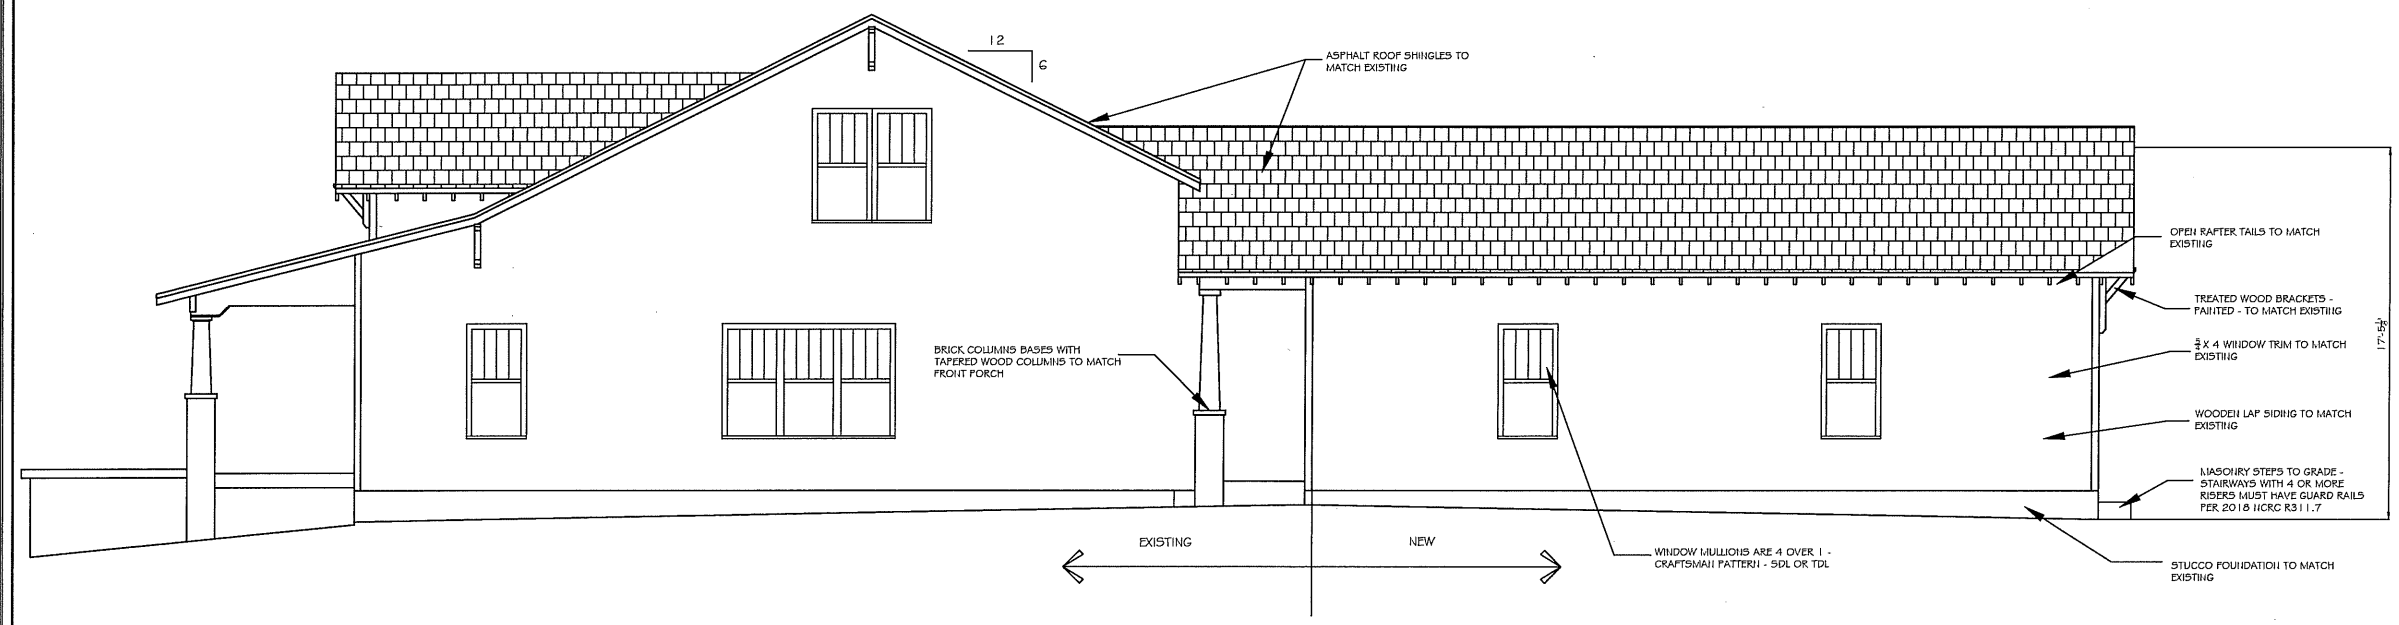 12
6
ASPHALT ROOF SHINGLES TO
MATCH EXISTING
OPEN RAFTER TAILS TO MATCH
EXISTING
TREATED WOOD BRACKETS -
PAINTED - TO MATCH EXISTING
17'-5½"
5/4 X 4 WINDOW TRIM TO MATCH
EXISTING
BRICK COLUMNS BASES WITH
TAPERED WOOD COLUMNS TO MATCH
FRONT PORCH
WOODEN LAP SIDING TO MATCH
EXISTING
MASONRY STEPS TO GRADE -
STAIRWAYS WITH 4 OR MORE
RISERS MUST HAVE GUARD RAILS
PER 2018 NCRC R311.7
EXISTING
NEW
WINDOW MULLIONS ARE 4 OVER 1 -
CRAFTSMAN PATTERN - SDL OR TDL
STUCCO FOUNDATION TO MATCH
EXISTING